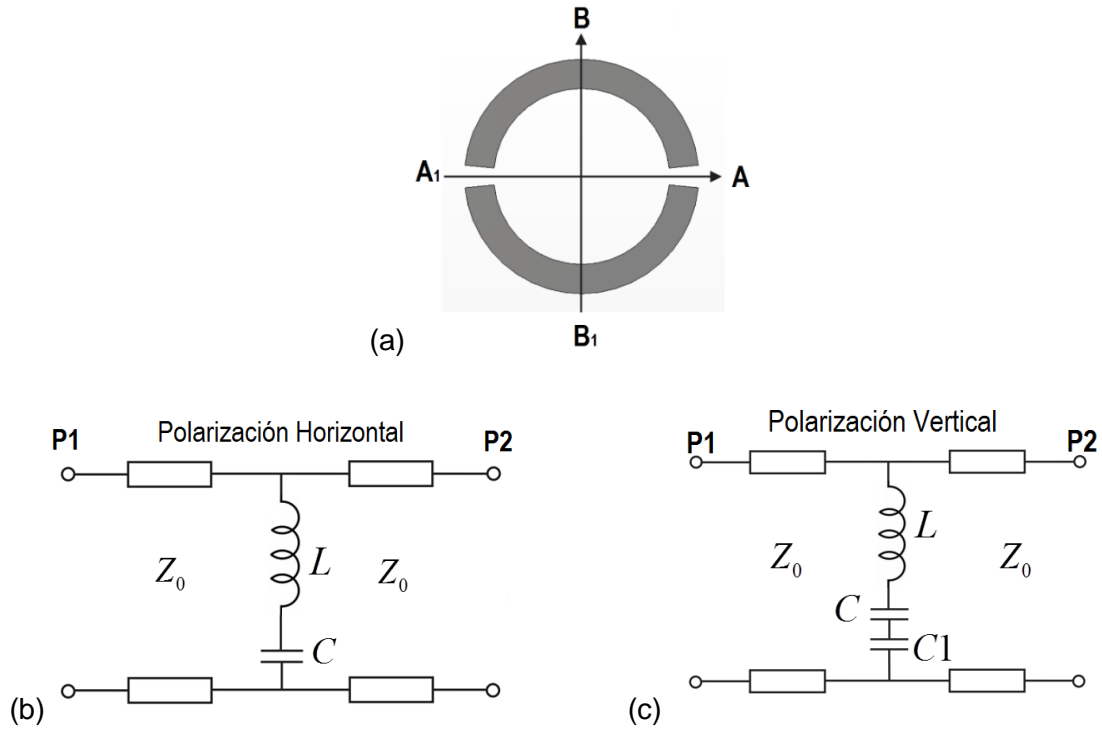 B
A₁ A
B₁
(a)
Polarización Horizontal
P1 P2
L
Z₀ Z₀
C
(b)
Polarización Vertical
P1 P2
L
Z₀ Z₀
C
C1
(c)